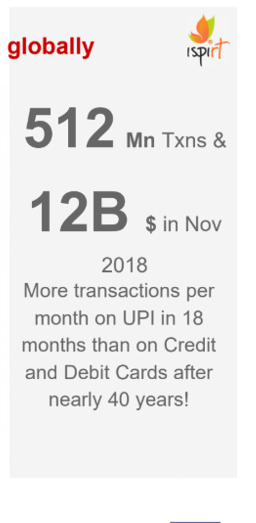 globally
ispirt
512 Mn Txns &
12B $ in Nov
2018
More transactions per
month on UPI in 18
months than on Credit
and Debit Cards after
nearly 40 years!